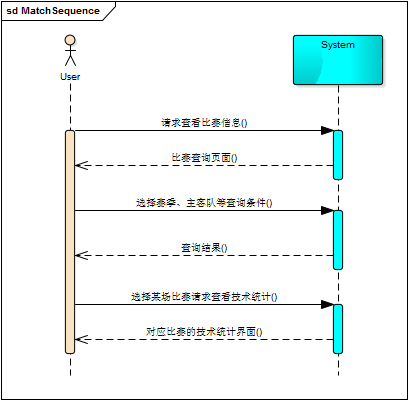 sd MatchSequence
System
User
请求查看比赛信息()
比赛查询页面()
选择赛季、主客队等查询条件()
查询结果()
选择某场比赛请求查看技术统计()
对应比赛的技术统计界面()